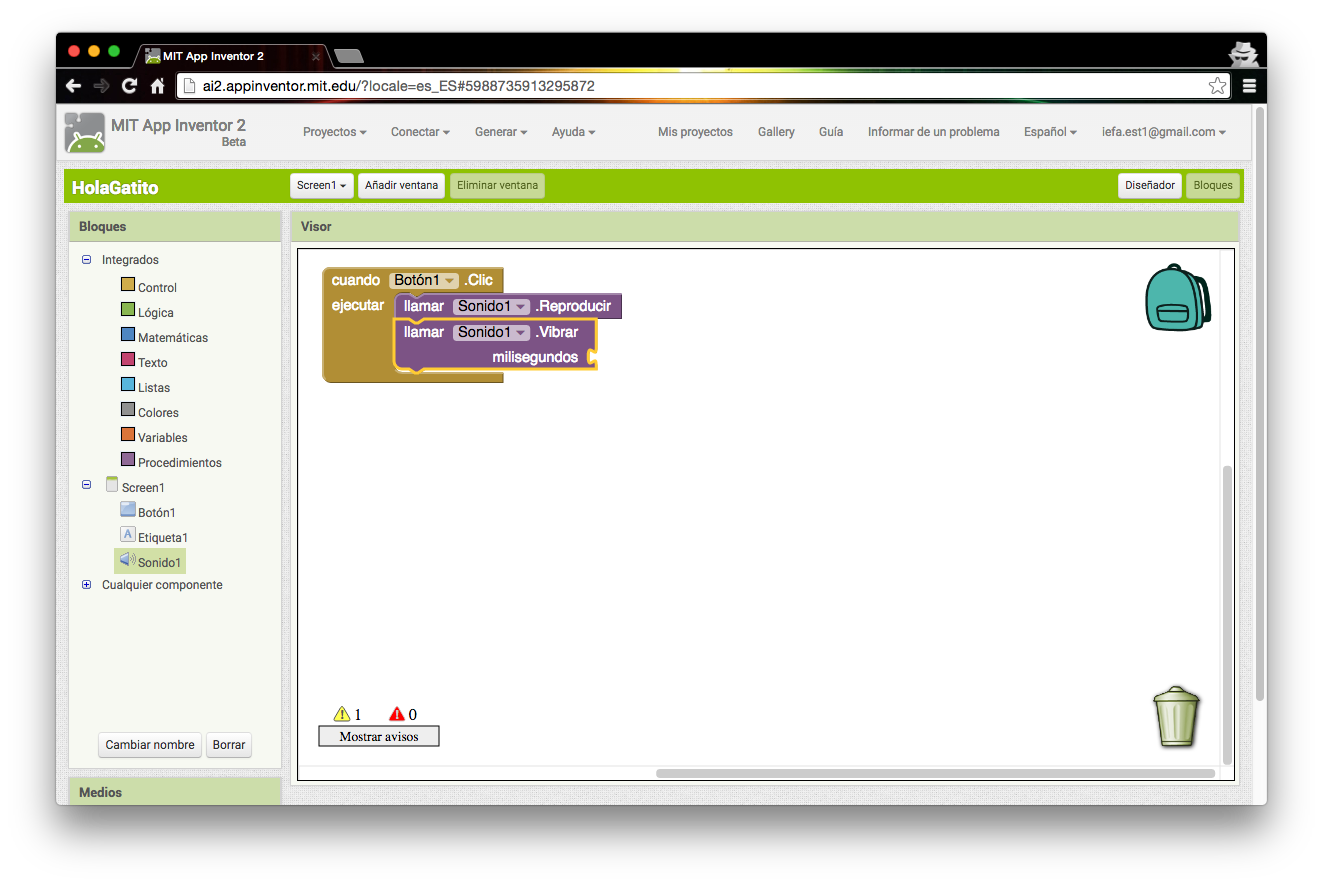 MIT App Inventor 2
ai2.appinventor.mit.edu/?locale=es_ES#5988735913295872
MIT App Inventor 2
Beta
Proyectos Conectar Generar Ayuda Mis proyectos Gallery Guía Informar de un problema Español iefa.est1@gmail.com
HolaGatito Screen1 Añadir ventana Eliminar ventana Diseñador Bloques
Bloques
Integrados
Control
Lógica
Matemáticas
Texto
Listas
Colores
Variables
Procedimientos
Screen1
Botón1
A Etiqueta1
Sonido1
Cualquier componente
Cambiar nombre Borrar
Medios
Visor
cuando Botón1 .Clic
ejecutar llamar Sonido1 .Reproducir
llamar Sonido1 .Vibrar
milisegundos
1 0
Mostrar avisos